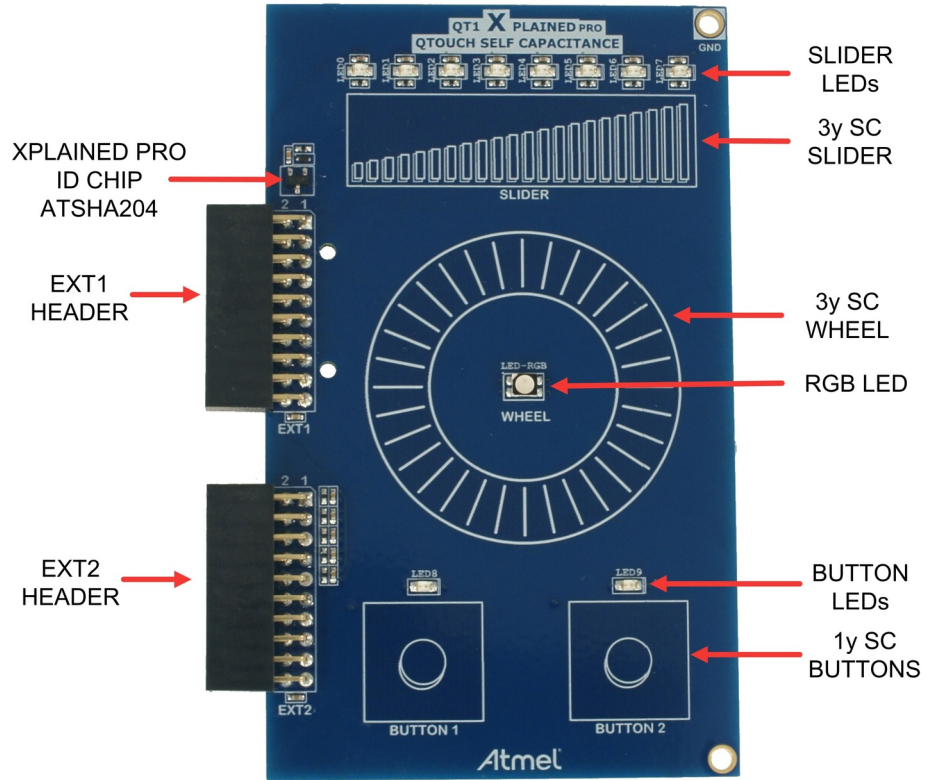 QT1 X PLAINED PRO
QTOUCH SELF CAPACITANCE
GND
LED0
LED1
LED2
LED3
LED4
LED5
LED6
LED7
SLIDER
LEDs
3y SC
SLIDER
SLIDER
XPLAINED PRO
ID CHIP
ATSHA204
2 1
EXT1
HEADER
EXT1
3y SC
WHEEL
LED-RGB
RGB LED
WHEEL
2 1
EXT2
HEADER
EXT2
LED8
LED9
BUTTON
LEDs
1y SC
BUTTONS
BUTTON 1
BUTTON 2
Atmel